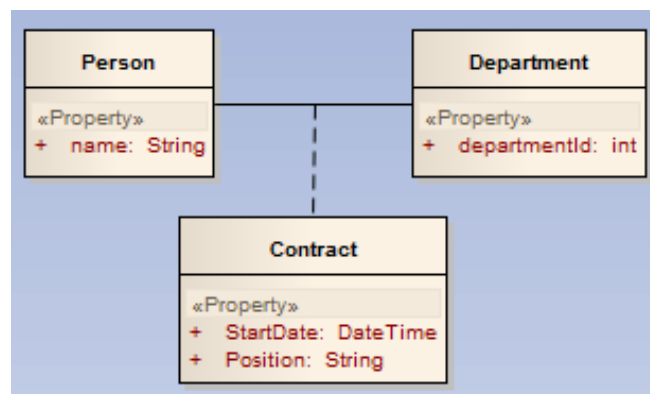 Person
«Property»
+ name: String
Department
«Property»
+ departmentId: int
Contract
«Property»
+ StartDate: DateTime
+ Position: String